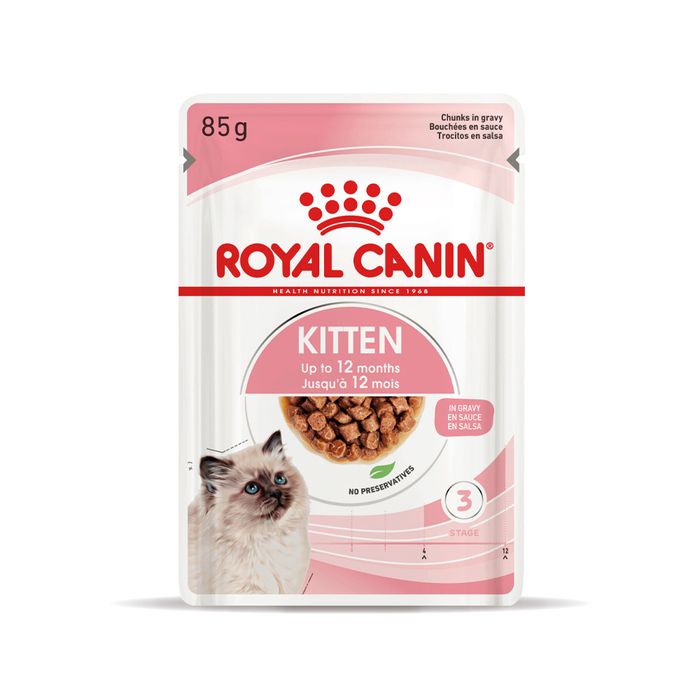 85g
Chunks in gravy
Bouchées en sauce
Trocitos en salsa
ROYAL CANIN®
HEALTH NUTRITION SINCE 1968
KITTEN
Up to 12 months
Jusqu'à 12 mois
IN GRAVY
EN SAUCE
EN SALSA
NO PRESERVATIVES
3
STAGE
4
12